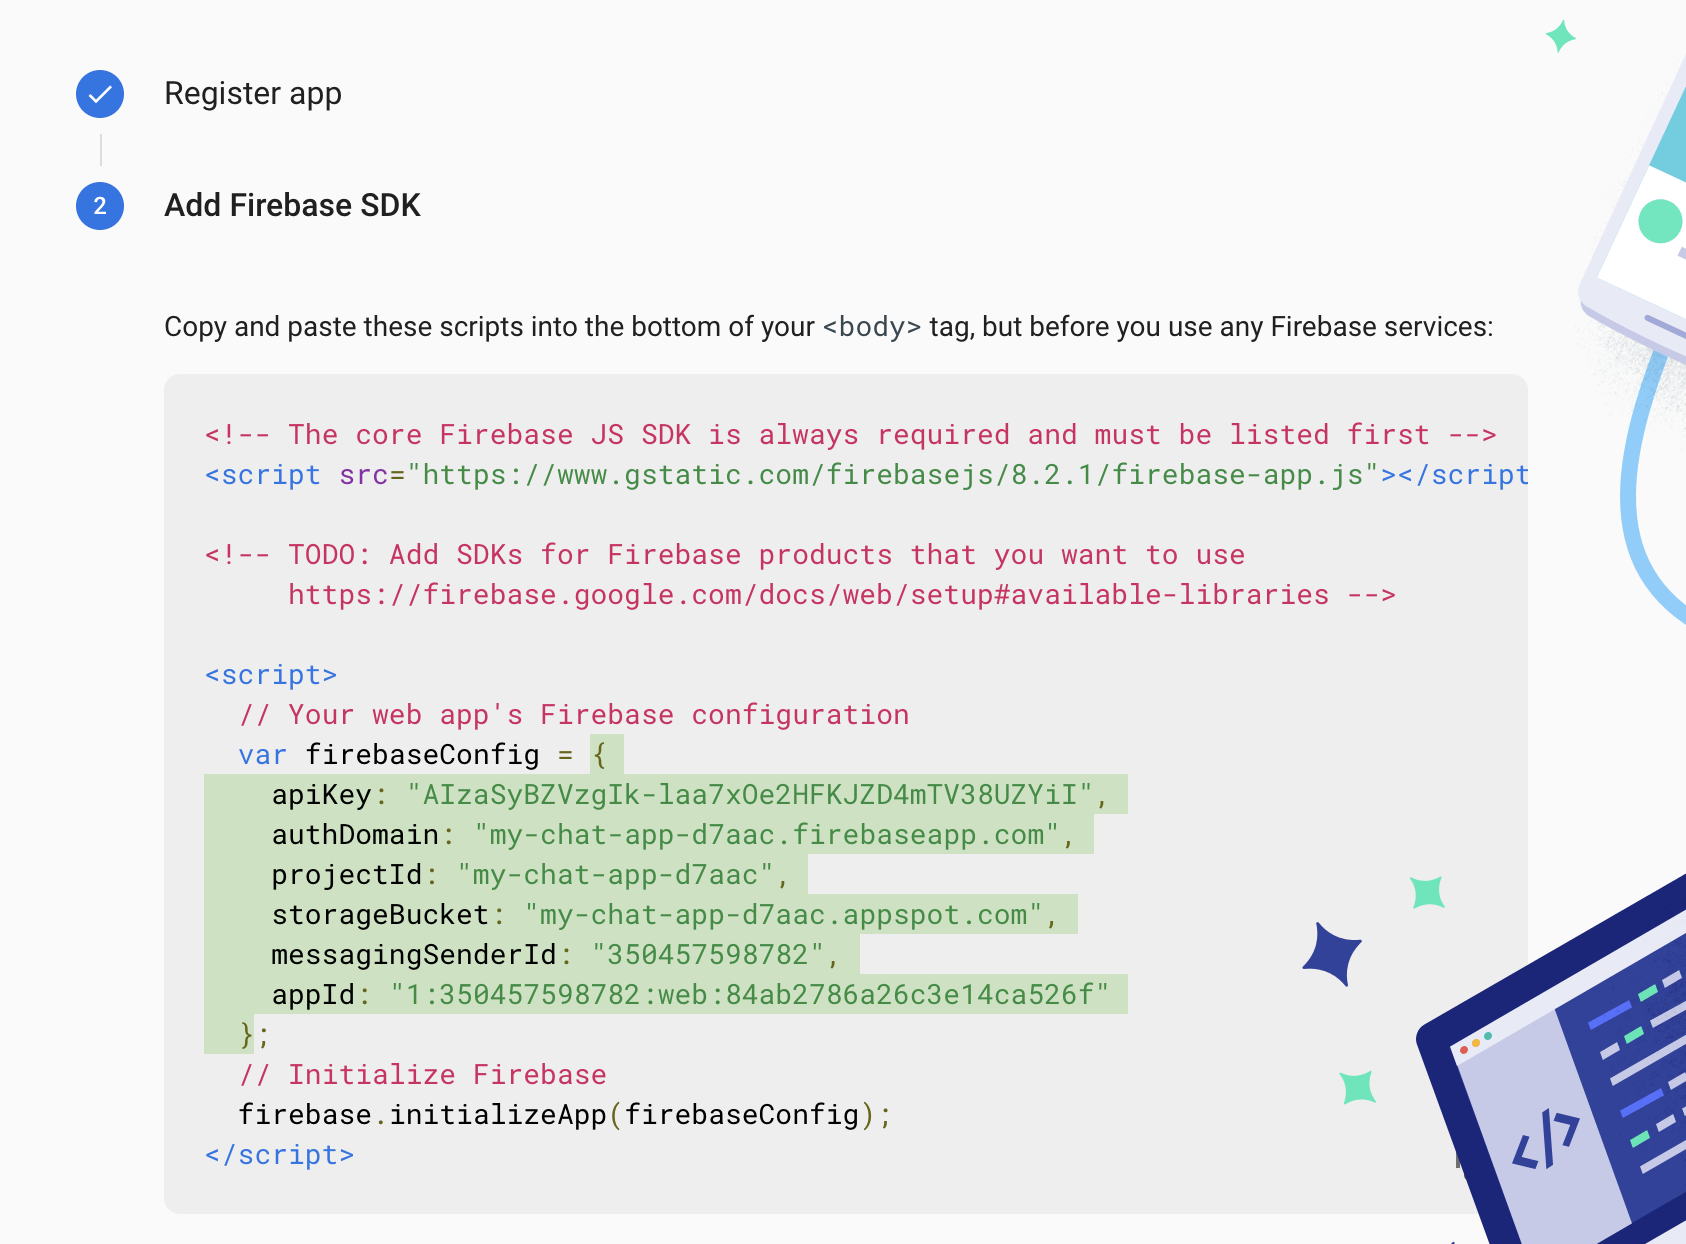 Register app
2 Add Firebase SDK
Copy and paste these scripts into the bottom of your <body> tag, but before you use any Firebase services:
<!-- The core Firebase JS SDK is always required and must be listed first -->
<script src="https://www.gstatic.com/firebasejs/8.2.1/firebase-app.js"></script
<!-- TODO: Add SDKs for Firebase products that you want to use
https://firebase.google.com/docs/web/setup#available-libraries -->
<script>
// Your web app's Firebase configuration
var firebaseConfig = {
apiKey: "AIzaSyBZVzgIk-laa7xOe2HFKJZD4mTV38UZYiI",
authDomain: "my-chat-app-d7aac.firebaseapp.com",
projectId: "my-chat-app-d7aac",
storageBucket: "my-chat-app-d7aac.appspot.com",
messagingSenderId: "350457598782",
appId: "1:350457598782:web:84ab2786a26c3e14ca526f"
};
// Initialize Firebase
firebase.initializeApp(firebaseConfig);
</script>
</>